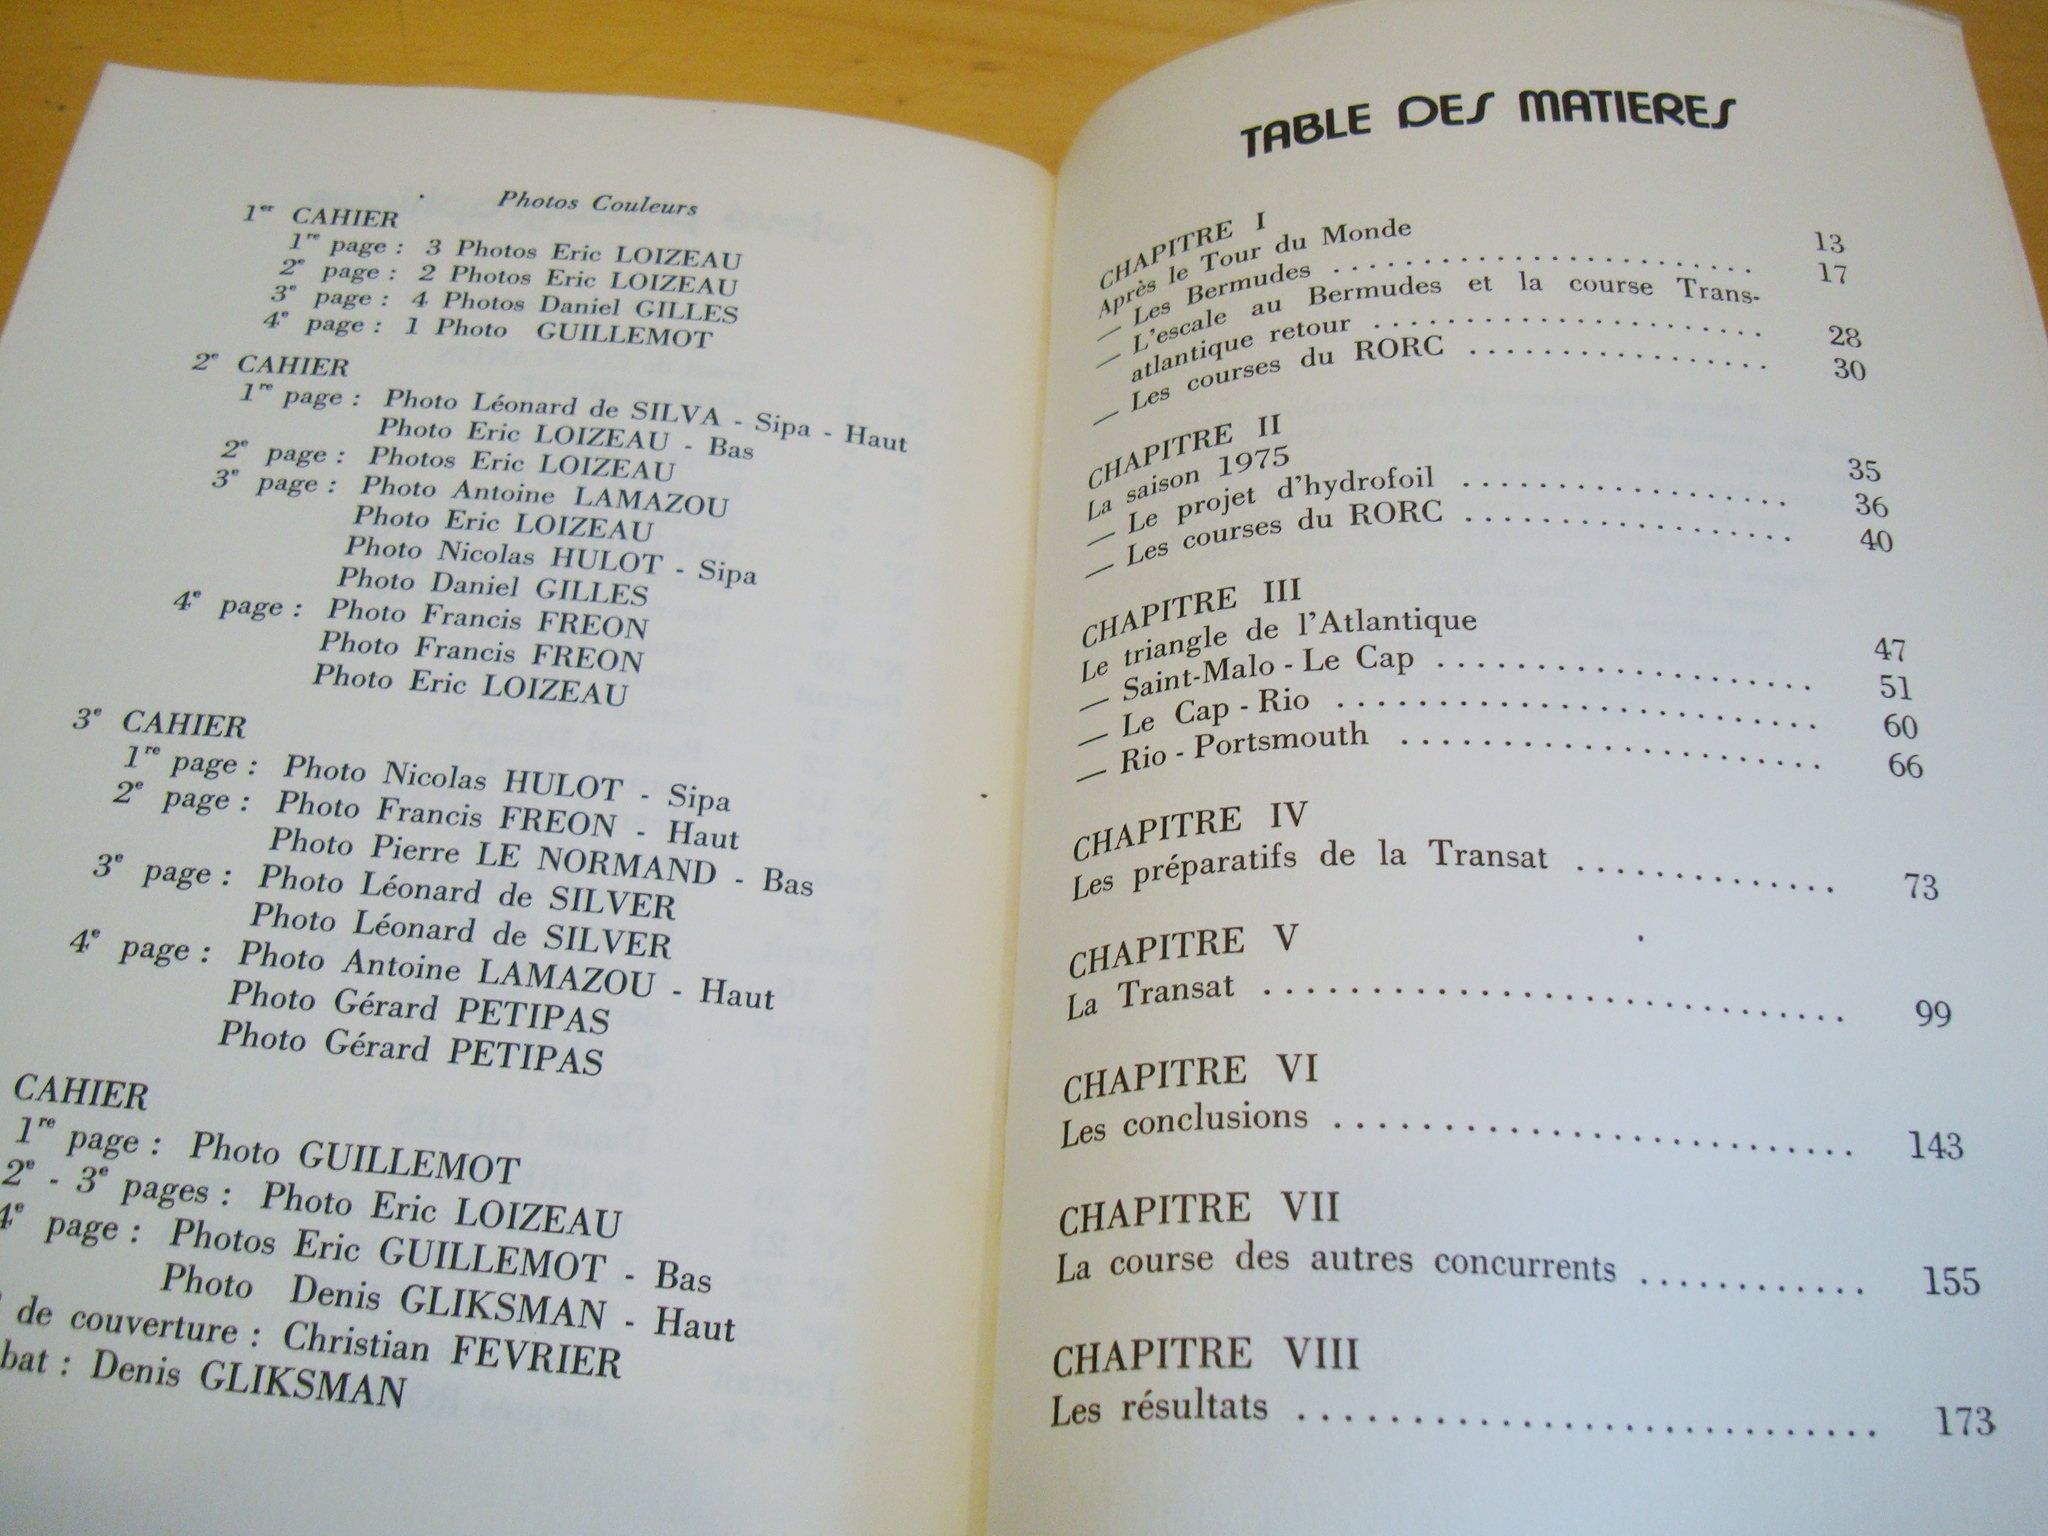 Photos Couleurs
1er CAHIER
1re page : 3 Photos Eric LOIZEAU
2e page : 2 Photos Eric LOIZEAU
3e page : 4 Photos Daniel GILLES
4e page : 1 Photo GUILLEMOT
2e CAHIER
1re page : Photo Léonard de SILVA - Sipa - Haut
Photo Eric LOIZEAU - Bas
2e page : Photos Eric LOIZEAU
3e page : Photo Antoine LAMAZOU
Photo Eric LOIZEAU
Photo Nicolas HULOT - Sipa
Photo Daniel GILLES
4e page : Photo Francis FREON
Photo Francis FREON
Photo Eric LOIZEAU
3e CAHIER
1re page : Photo Nicolas HULOT - Sipa
2e page : Photo Francis FREON - Haut
Photo Pierre LE NORMAND - Bas
3e page : Photo Léonard de SILVER
Photo Léonard de SILVER
4e page : Photo Antoine LAMAZOU - Haut
Photo Gérard PETIPAS
Photo Gérard PETIPAS
CAHIER
1re page : Photo GUILLEMOT
2e - 3e pages : Photo Eric LOIZEAU
4e page : Photos Eric GUILLEMOT - Bas
Photo Denis GLIKSMAN - Haut
de couverture : Christian FEVRIER
bat : Denis GLIKSMAN
TABLE DES MATIERES
CHAPITRE I
Après le Tour du Monde 13
— Les Bermudes ........................ 17
— L'escale au Bermudes et la course Trans-
atlantique retour ...................... 28
— Les courses du RORC ................. 30
CHAPITRE II
La saison 1975 35
— Le projet d'hydrofoil .................. 36
— Les courses du RORC .................. 40
CHAPITRE III
Le triangle de l'Atlantique 47
— Saint-Malo - Le Cap .................... 51
— Le Cap - Rio .......................... 60
— Rio - Portsmouth ...................... 66
CHAPITRE IV
Les préparatifs de la Transat .............. 73
CHAPITRE V
La Transat ............................ 99
CHAPITRE VI
Les conclusions ......................... 143
CHAPITRE VII
La course des autres concurrents ............ 155
CHAPITRE VIII
Les résultats ........................... 173